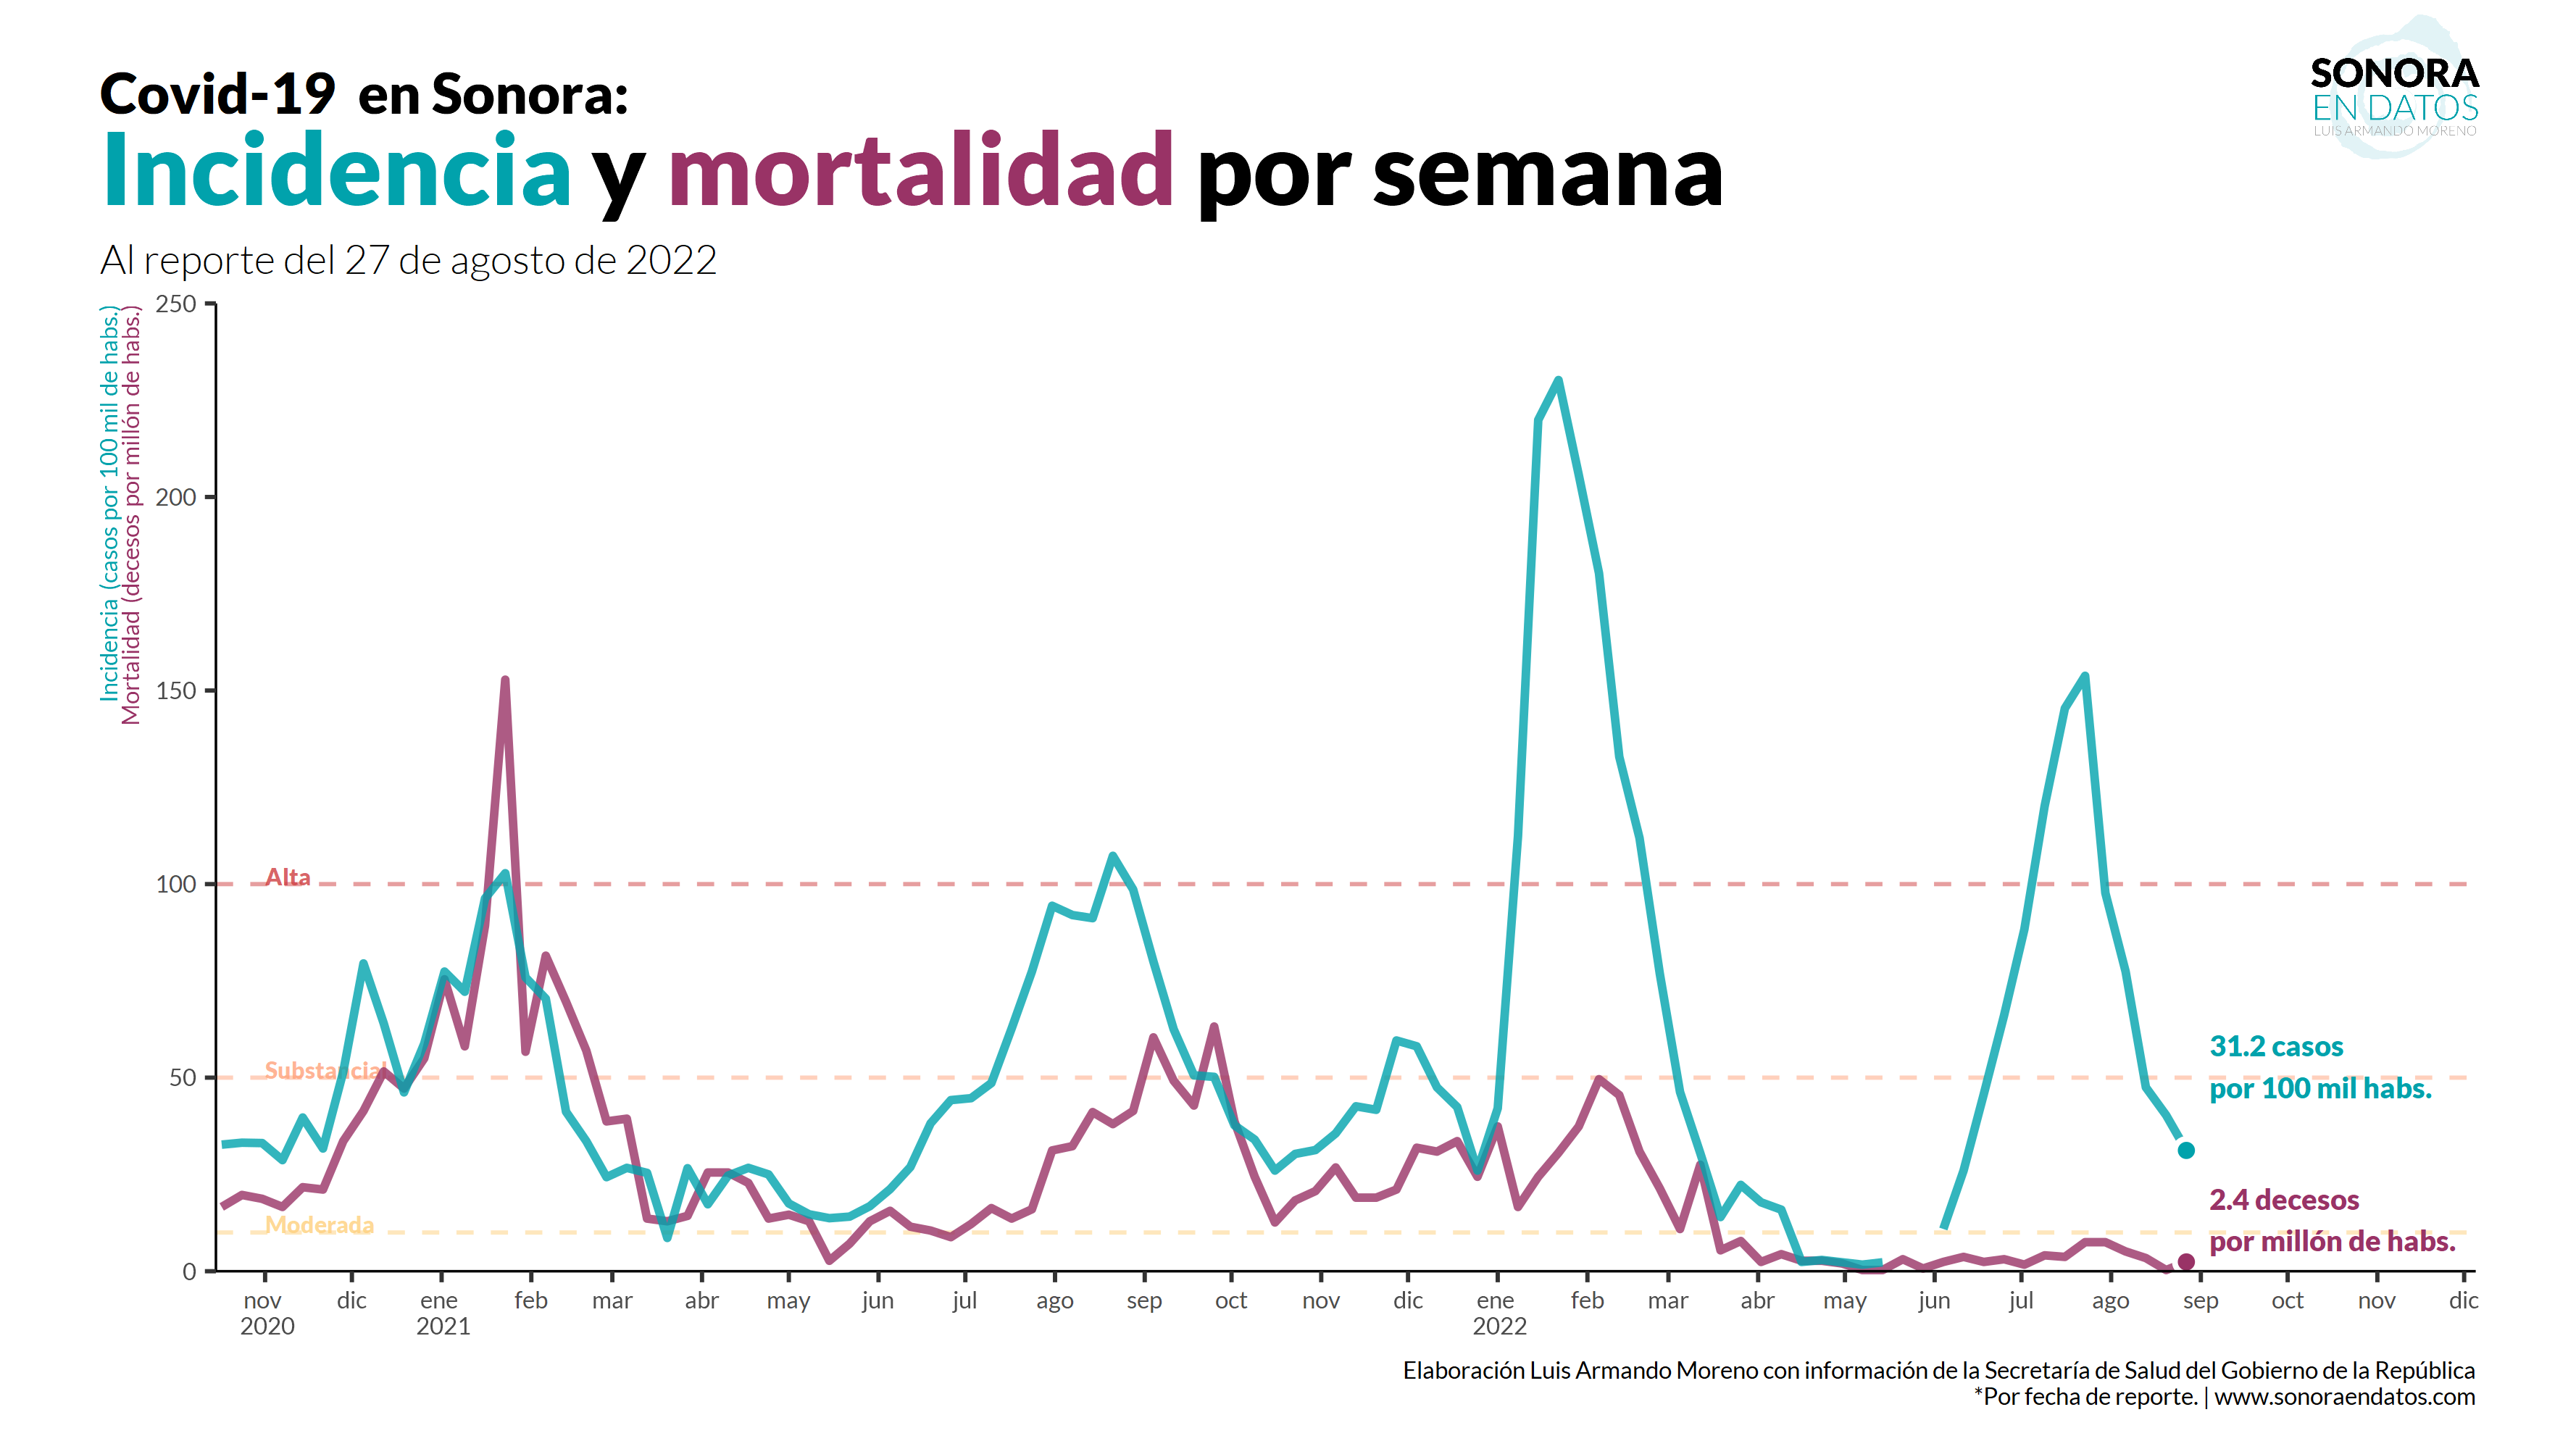 SONORA
EN DATOS
LUIS ARMANDO MORENO
Covid-19 en Sonora:
Incidencia y mortalidad por semana
Al reporte del 27 de agosto de 2022
Incidencia (casos por 100 mil de habs.)
Mortalidad (decesos por millón de habs.)
250
200
150
100
50
0
Alta
Substancial
Moderada
31.2 casos
por 100 mil habs.
2.4 decesos
por millón de habs.
nov dic ene feb mar abr may jun jul ago sep oct nov dic ene feb mar abr may jun jul ago sep oct nov dic
2020 2021 2022
Elaboración Luis Armando Moreno con información de la Secretaría de Salud del Gobierno de la República
*Por fecha de reporte. | www.sonoraendatos.com